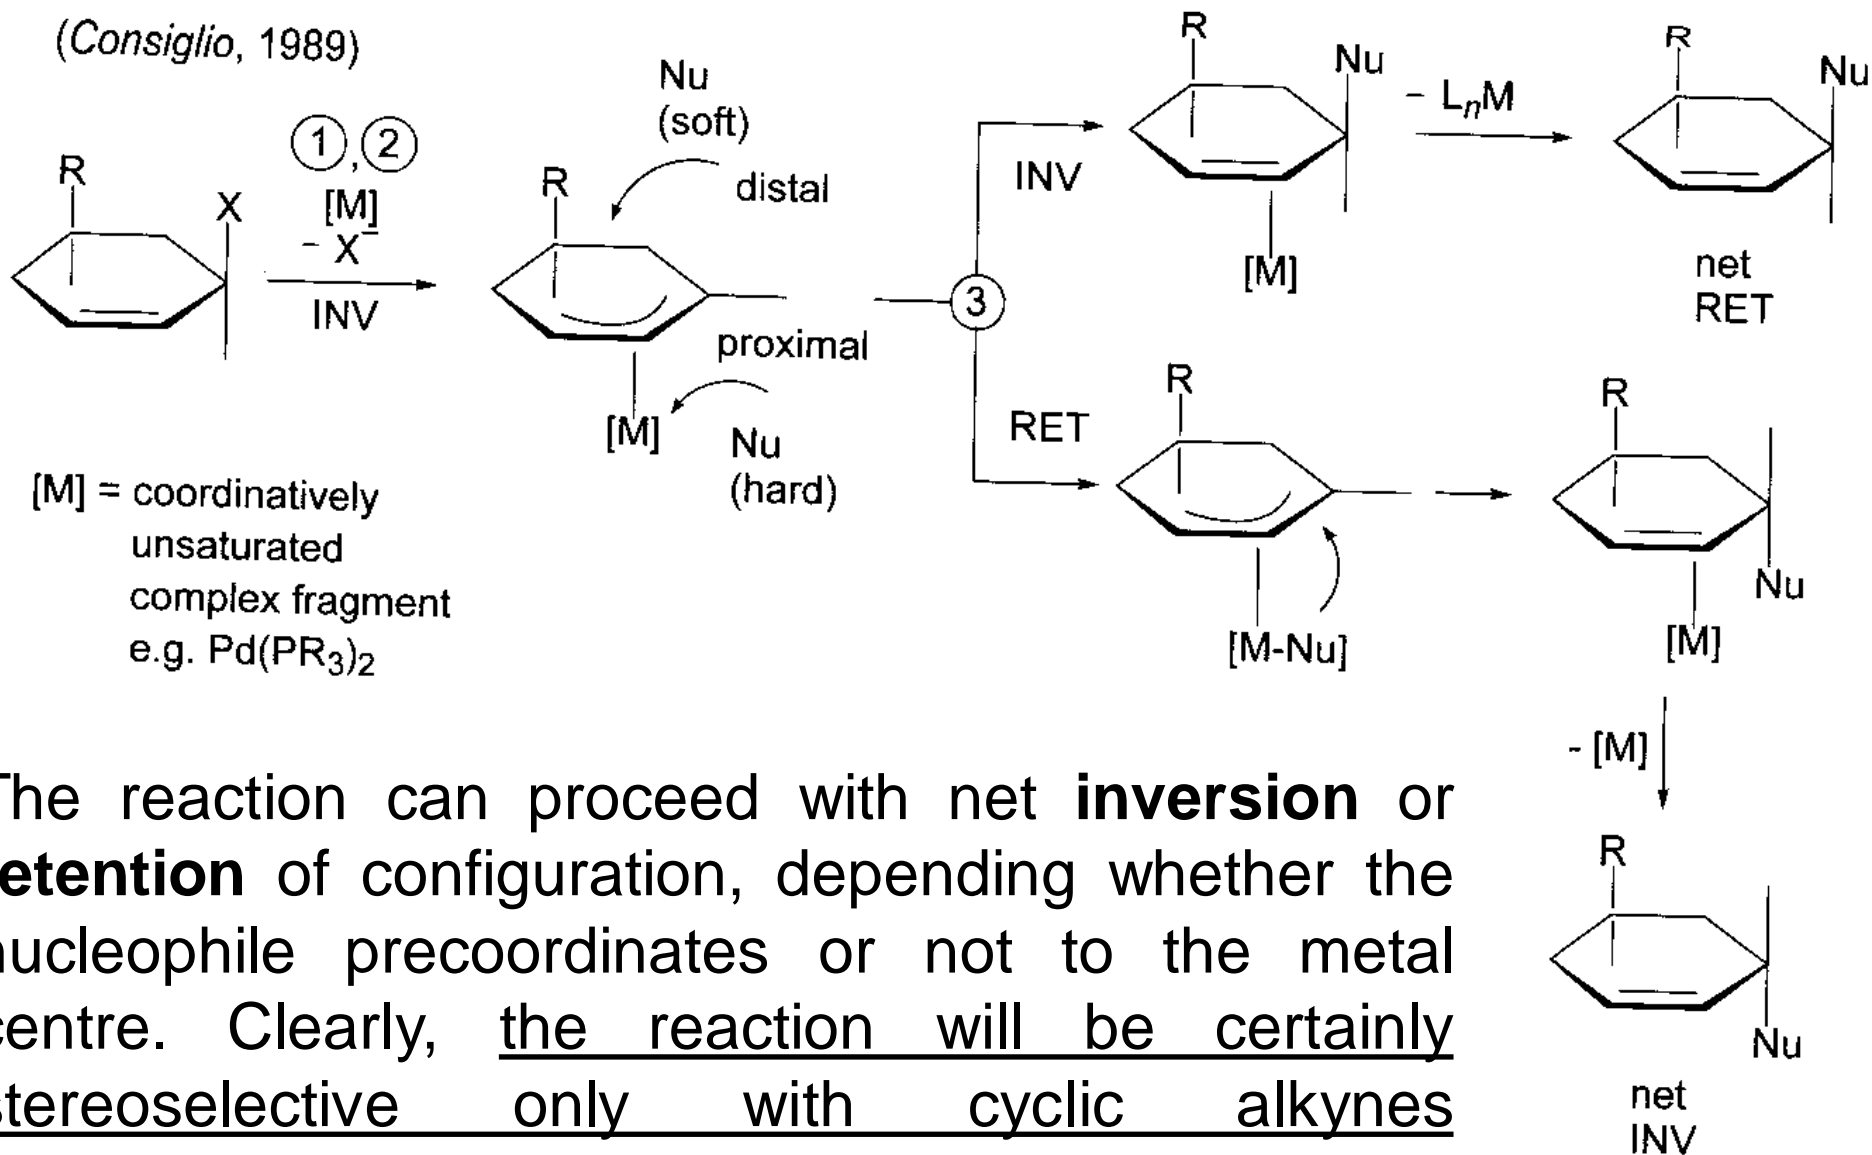 (Consiglio, 1989)
R
X
①,②
[M]
– X⁻
INV
Nu
(soft)
distal
R
proximal
[M]
Nu
(hard)
③
INV
R
Nu
[M]
– LₙM
R
Nu
net
RET
RET
R
[M-Nu]
R
Nu
[M]
- [M]
R
Nu
net
INV
[M] = coordinatively
unsaturated
complex fragment
e.g. Pd(PR₃)₂
The reaction can proceed with net inversion or
retention of configuration, depending whether the
nucleophile precoordinates or not to the metal
centre. Clearly, the reaction will be certainly
stereoselective only with cyclic alkynes